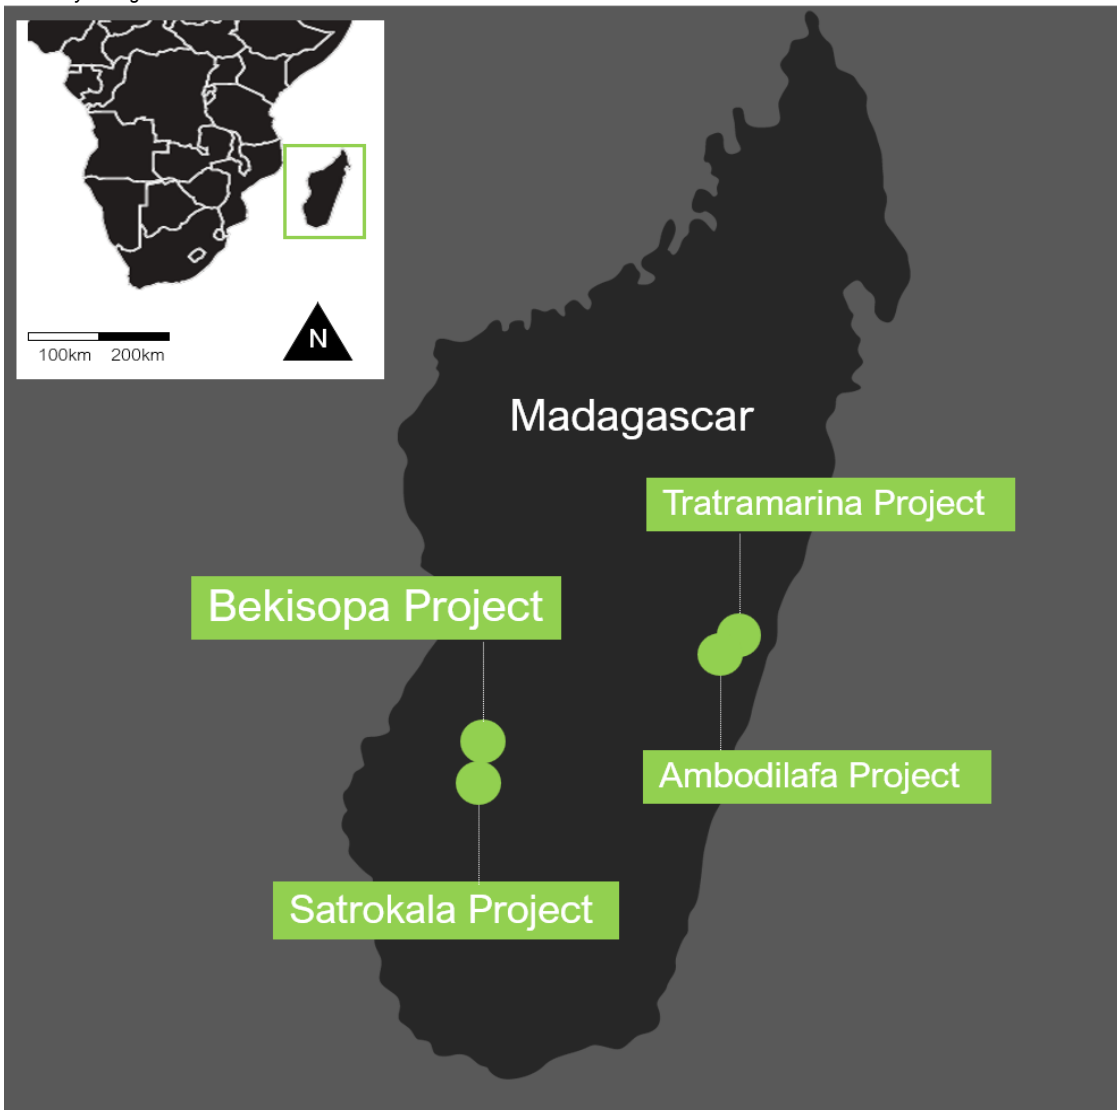 N
100km 200km
Madagascar
Tratramarina Project
Bekisopa Project
Ambodilafa Project
Satrokala Project